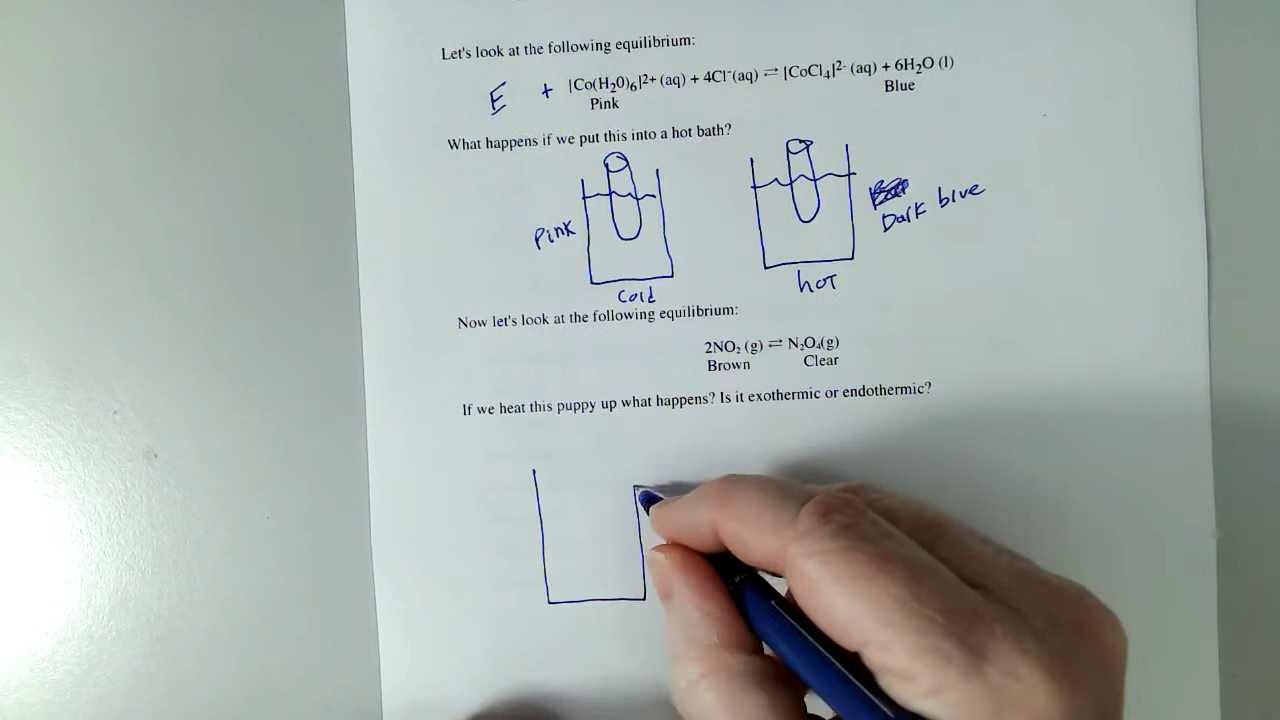 Let's look at the following equilibrium:
E + [Co(H₂0)₆]²⁺ (aq) + 4Cl⁻(aq) ⇌ [CoCl₄]²⁻ (aq) + 6H₂O (l)
Pink Blue
What happens if we put this into a hot bath?
Pink
Dark blue
Cold
hot
Now let's look at the following equilibrium:
2NO₂ (g) ⇌ N₂O₄(g)
Brown Clear
If we heat this puppy up what happens? Is it exothermic or endothermic?